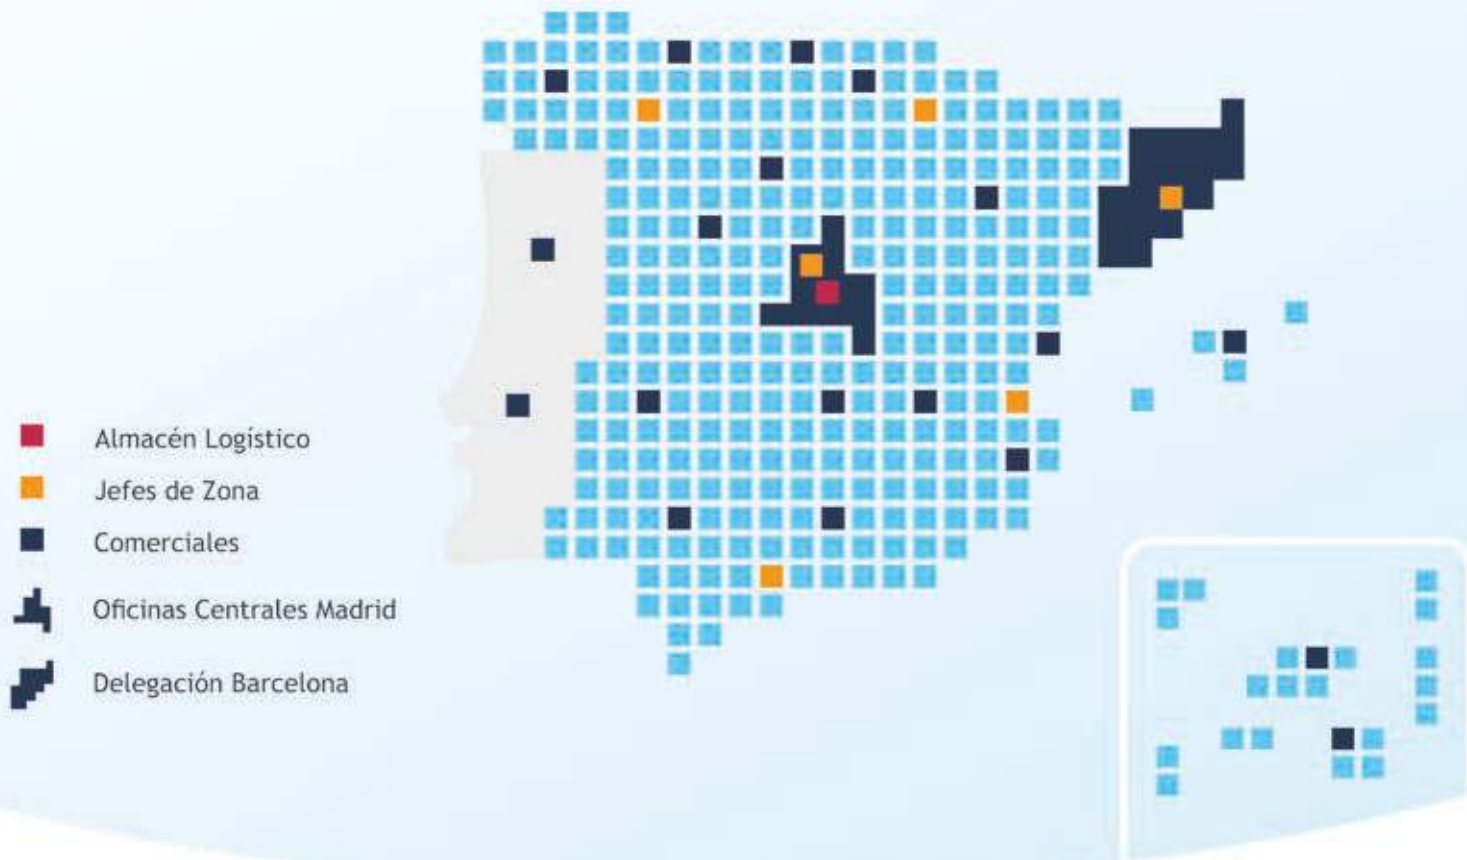 Almacén Logístico
Jefes de Zona
Comerciales
Oficinas Centrales Madrid
Delegación Barcelona